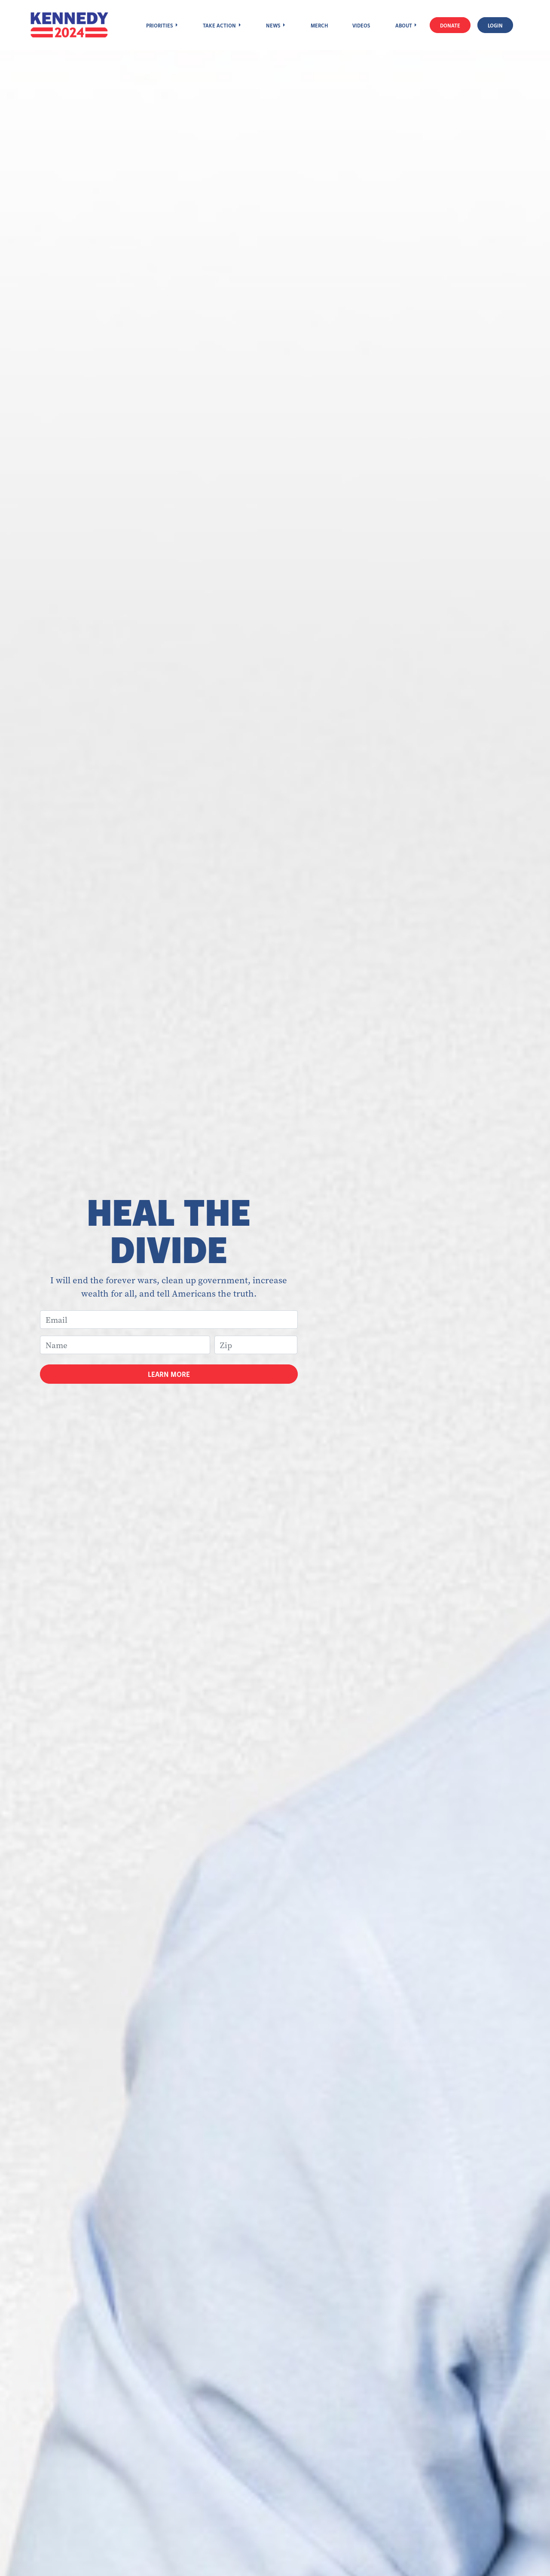 KENNEDY
2024
PRIORITIES
TAKE ACTION
NEWS
MERCH
VIDEOS
ABOUT
DONATE
LOGIN
HEAL THE
DIVIDE
I will end the forever wars, clean up government, increase
wealth for all, and tell Americans the truth.
Email
Name
Zip
LEARN MORE